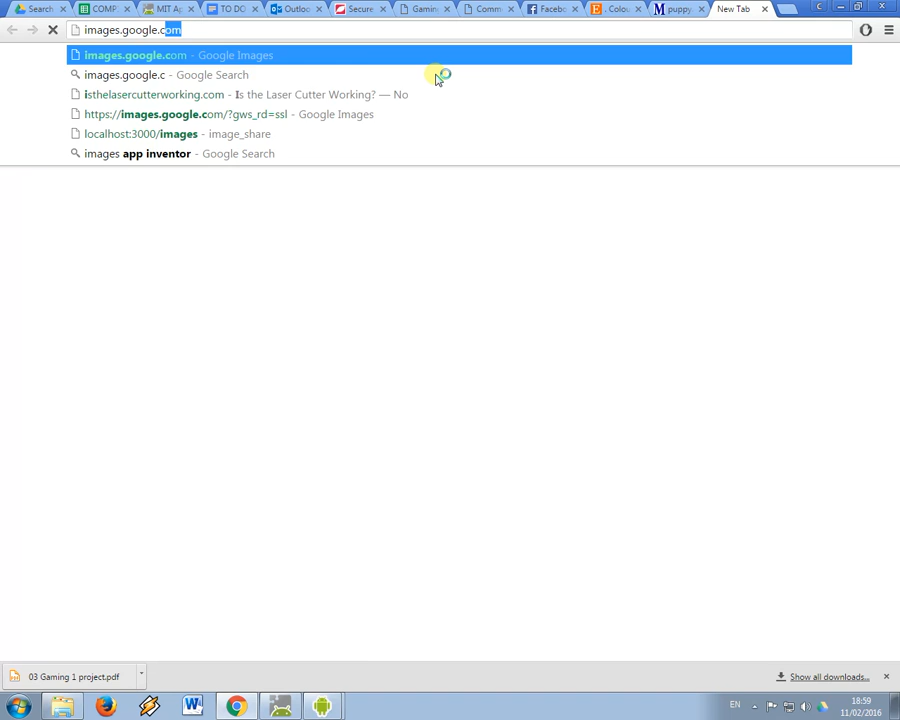 Search
COMP
MIT Ap
TO DO
Outloo
Secure
Gamin
Comm
Facebo
. Colou
puppy
New Tab
C
images.google.com
images.google.com - Google Images
images.google.c - Google Search
isthelasercutterworking.com - Is the Laser Cutter Working? — No
https://images.google.com/?gws_rd=ssl - Google Images
localhost:3000/images - image_share
images app inventor - Google Search
03 Gaming 1 project.pdf
Show all downloads...
EN
18:59
11/02/2016